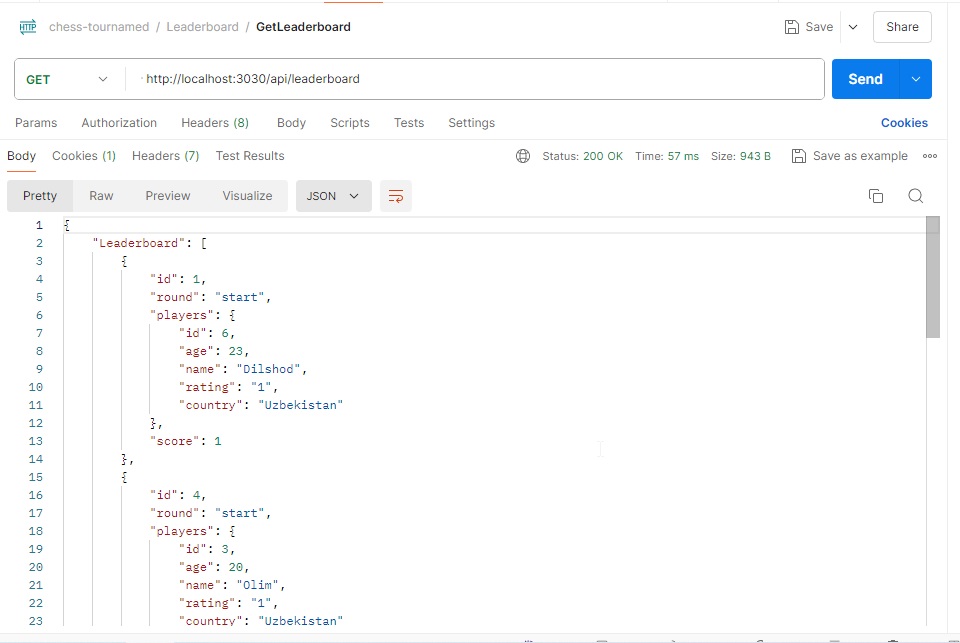 HTTP chess-tournamed / Leaderboard / GetLeaderboard Save Share
GET http://localhost:3030/api/leaderboard Send
Params Authorization Headers (8) Body Scripts Tests Settings Cookies
Body Cookies (1) Headers (7) Test Results Status: 200 OK Time: 57 ms Size: 943 B Save as example
Pretty Raw Preview Visualize JSON
1 {
2 "Leaderboard": [
3 {
4 "id": 1,
5 "round": "start",
6 "players": {
7 "id": 6,
8 "age": 23,
9 "name": "Dilshod",
10 "rating": "1",
11 "country": "Uzbekistan"
12 },
13 "score": 1
14 },
15 {
16 "id": 4,
17 "round": "start",
18 "players": {
19 "id": 3,
20 "age": 20,
21 "name": "Olim",
22 "rating": "1",
23 "country": "Uzbekistan"